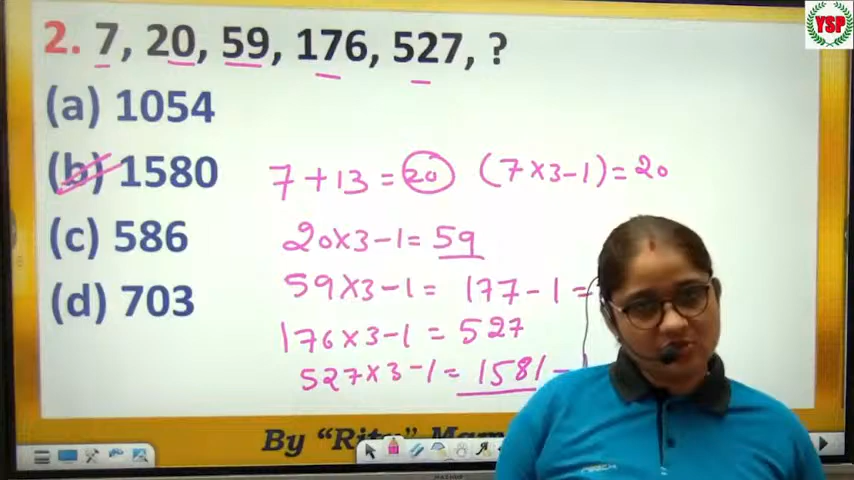 YSP
2. 7, 20, 59, 176, 527, ?
(a) 1054
(b) 1580
(c) 586
(d) 703
7 + 13 = 20 (7×3-1) = 20
20×3-1 = 59
59×3-1 = 177-1 =
176×3-1 = 527
527×3-1 = 1581 -
By "Ritu Mam